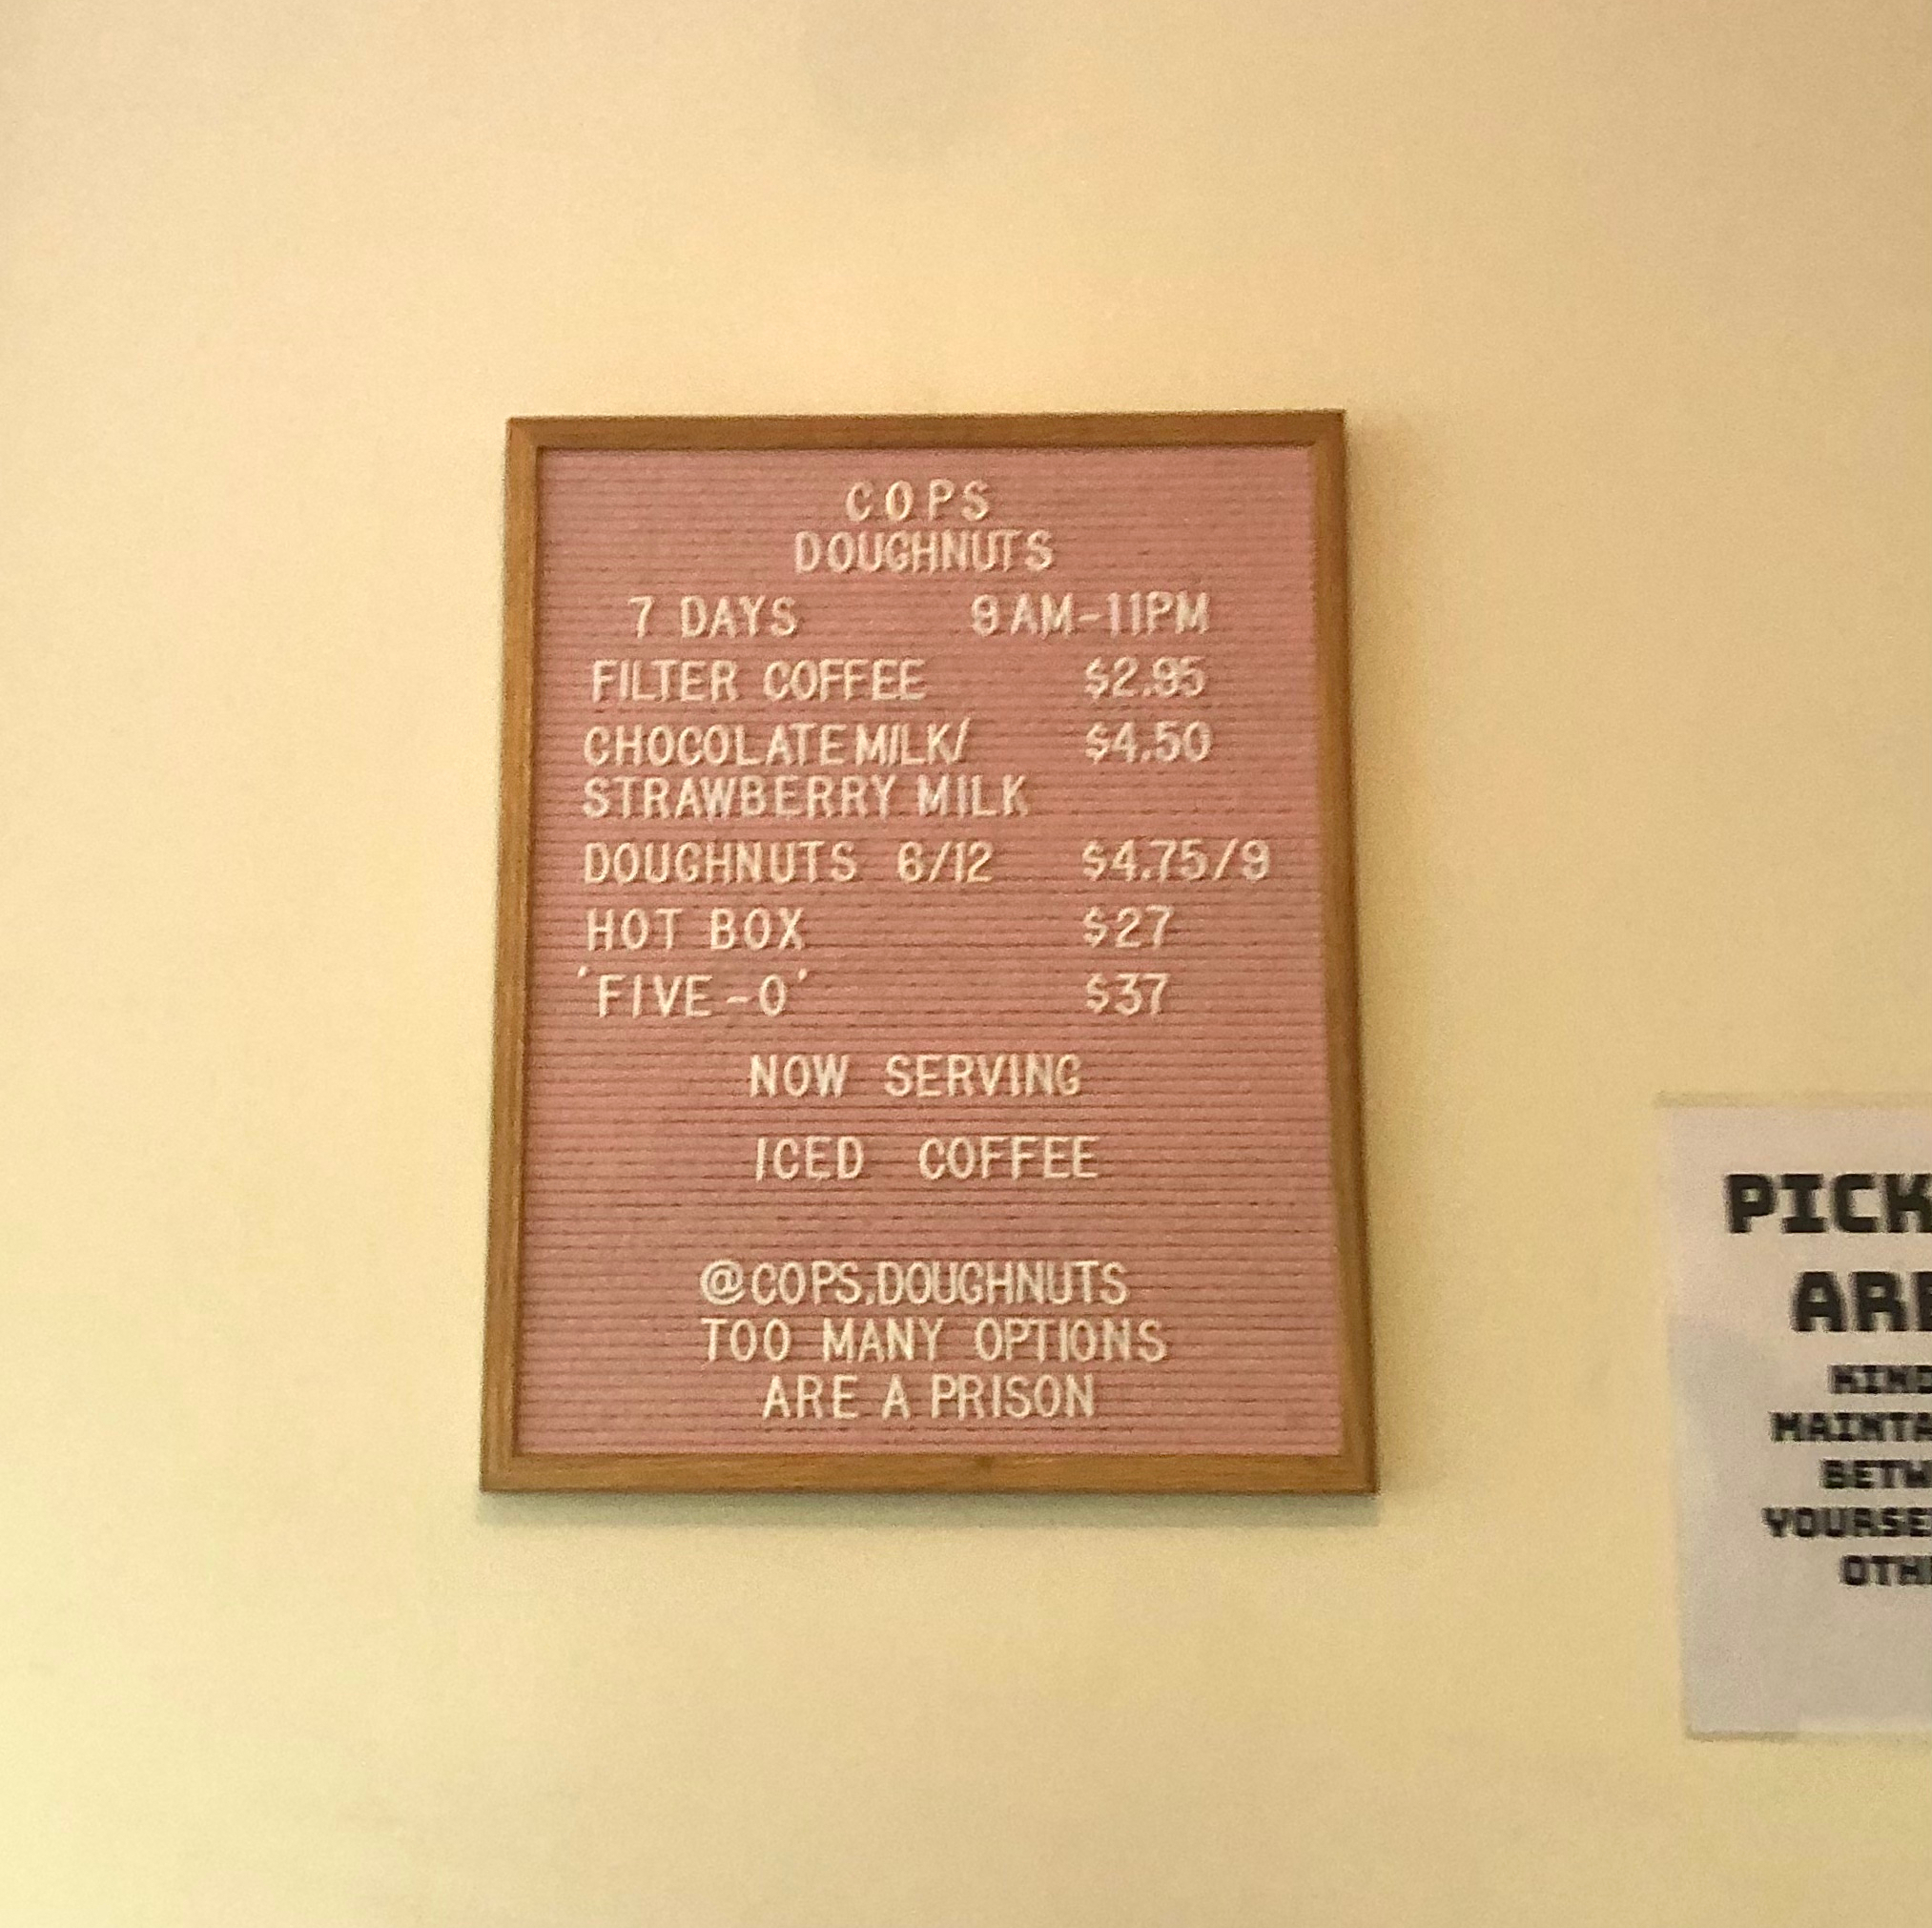 COPS
DOUGHNUTS
7 DAYS 9AM-11PM
FILTER COFFEE $2.95
CHOCOLATE MILK/ $4.50
STRAWBERRY MILK
DOUGHNUTS 6/12 $4.75/9
HOT BOX $27
'FIVE-O' $37
NOW SERVING
ICED COFFEE
@COPS.DOUGHNUTS
TOO MANY OPTIONS
ARE A PRISON
PICK